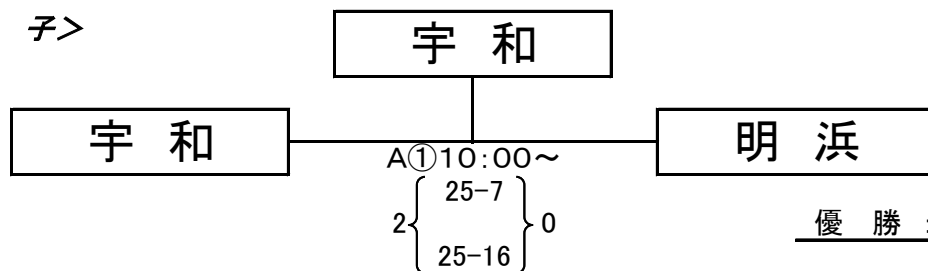 子>
宇 和
宇 和
明 浜
A①10:00～
25-7
2{ }0
25-16
優 勝